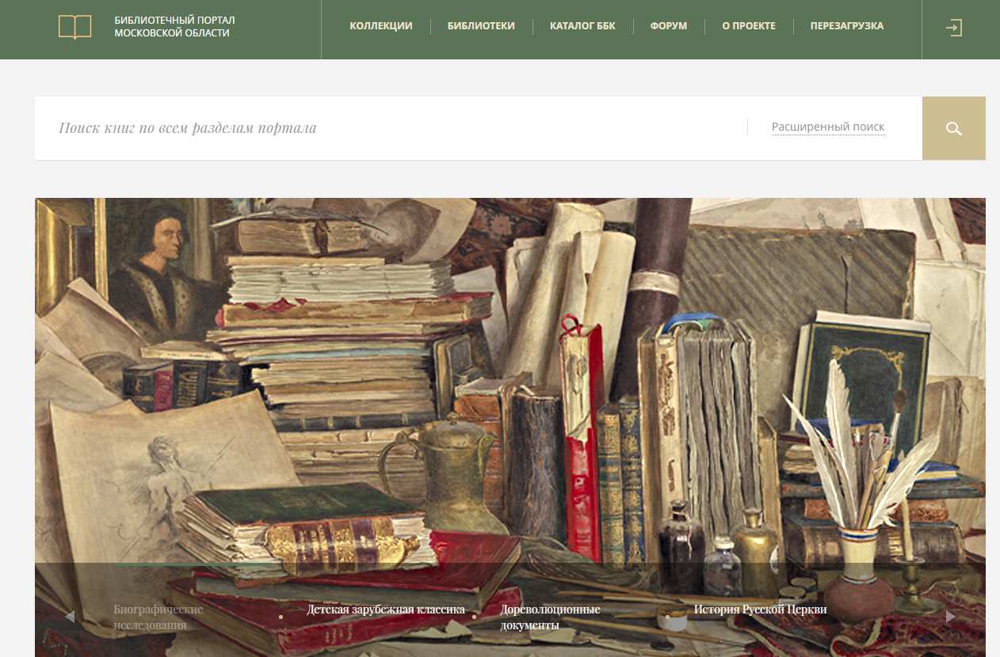 БИБЛИОТЕЧНЫЙ ПОРТАЛ
МОСКОВСКОЙ ОБЛАСТИ
КОЛЛЕКЦИИ
БИБЛИОТЕКИ
КАТАЛОГ ББК
ФОРУМ
О ПРОЕКТЕ
ПЕРЕЗАГРУЗКА
Поиск книг по всем разделам портала
Расширенный поиск
Биографические
исследования
Детская зарубежная классика
Дореволюционные
документы
История Русской Церкви